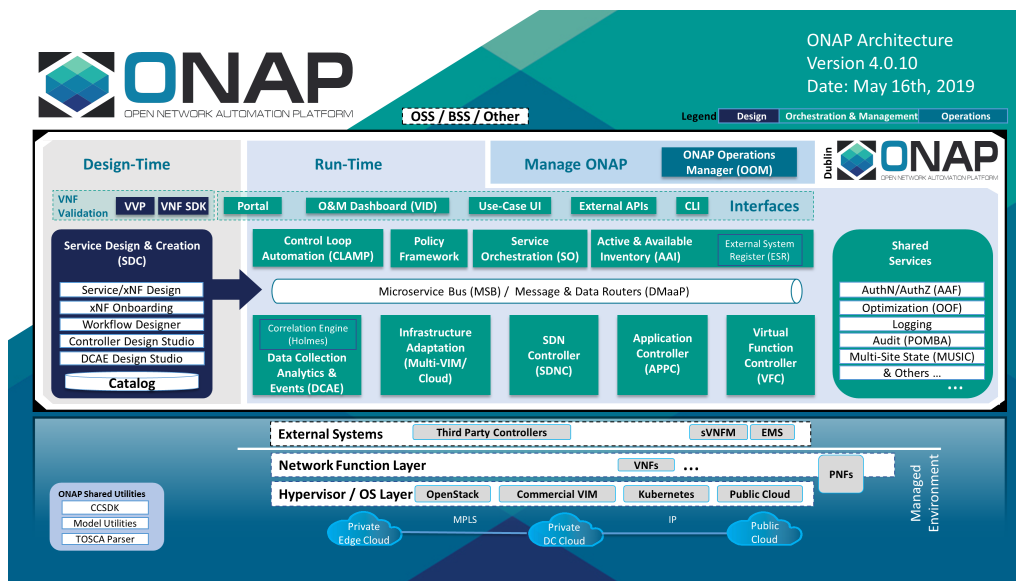 ONAP
OPEN NETWORK AUTOMATION PLATFORM
ONAP Architecture
Version 4.0.10
Date: May 16th, 2019
OSS / BSS / Other
Legend
Design
Orchestration & Management
Operations
Design-Time
Run-Time
Manage ONAP
ONAP Operations
Manager (OOM)
Dublin
ONAP
OPEN NETWORK AUTOMATION PLATFORM
VNF
Validation
VVP
VNF SDK
Portal
O&M Dashboard (VID)
Use-Case UI
External APIs
CLI
Interfaces
Service Design & Creation
(SDC)
Service/xNF Design
xNF Onboarding
Workflow Designer
Controller Design Studio
DCAE Design Studio
Catalog
Control Loop
Automation (CLAMP)
Policy
Framework
Service
Orchestration (SO)
Active & Available
Inventory (AAI)
External System
Register (ESR)
Microservice Bus (MSB) / Message & Data Routers (DMaaP)
Correlation Engine
(Holmes)
Data Collection
Analytics &
Events (DCAE)
Infrastructure
Adaptation
(Multi-VIM/
Cloud)
SDN
Controller
(SDNC)
Application
Controller
(APPC)
Virtual
Function
Controller
(VFC)
Shared
Services
AuthN/AuthZ (AAF)
Optimization (OOF)
Logging
Audit (POMBA)
Multi-Site State (MUSIC)
& Others ...
...
External Systems
Third Party Controllers
sVNFM
EMS
Network Function Layer
VNFs
...
PNFs
Hypervisor / OS Layer
OpenStack
Commercial VIM
Kubernetes
Public Cloud
Managed
Environment
ONAP Shared Utilities
CCSDK
Model Utilities
TOSCA Parser
Private
Edge Cloud
MPLS
Private
DC Cloud
IP
Public
Cloud